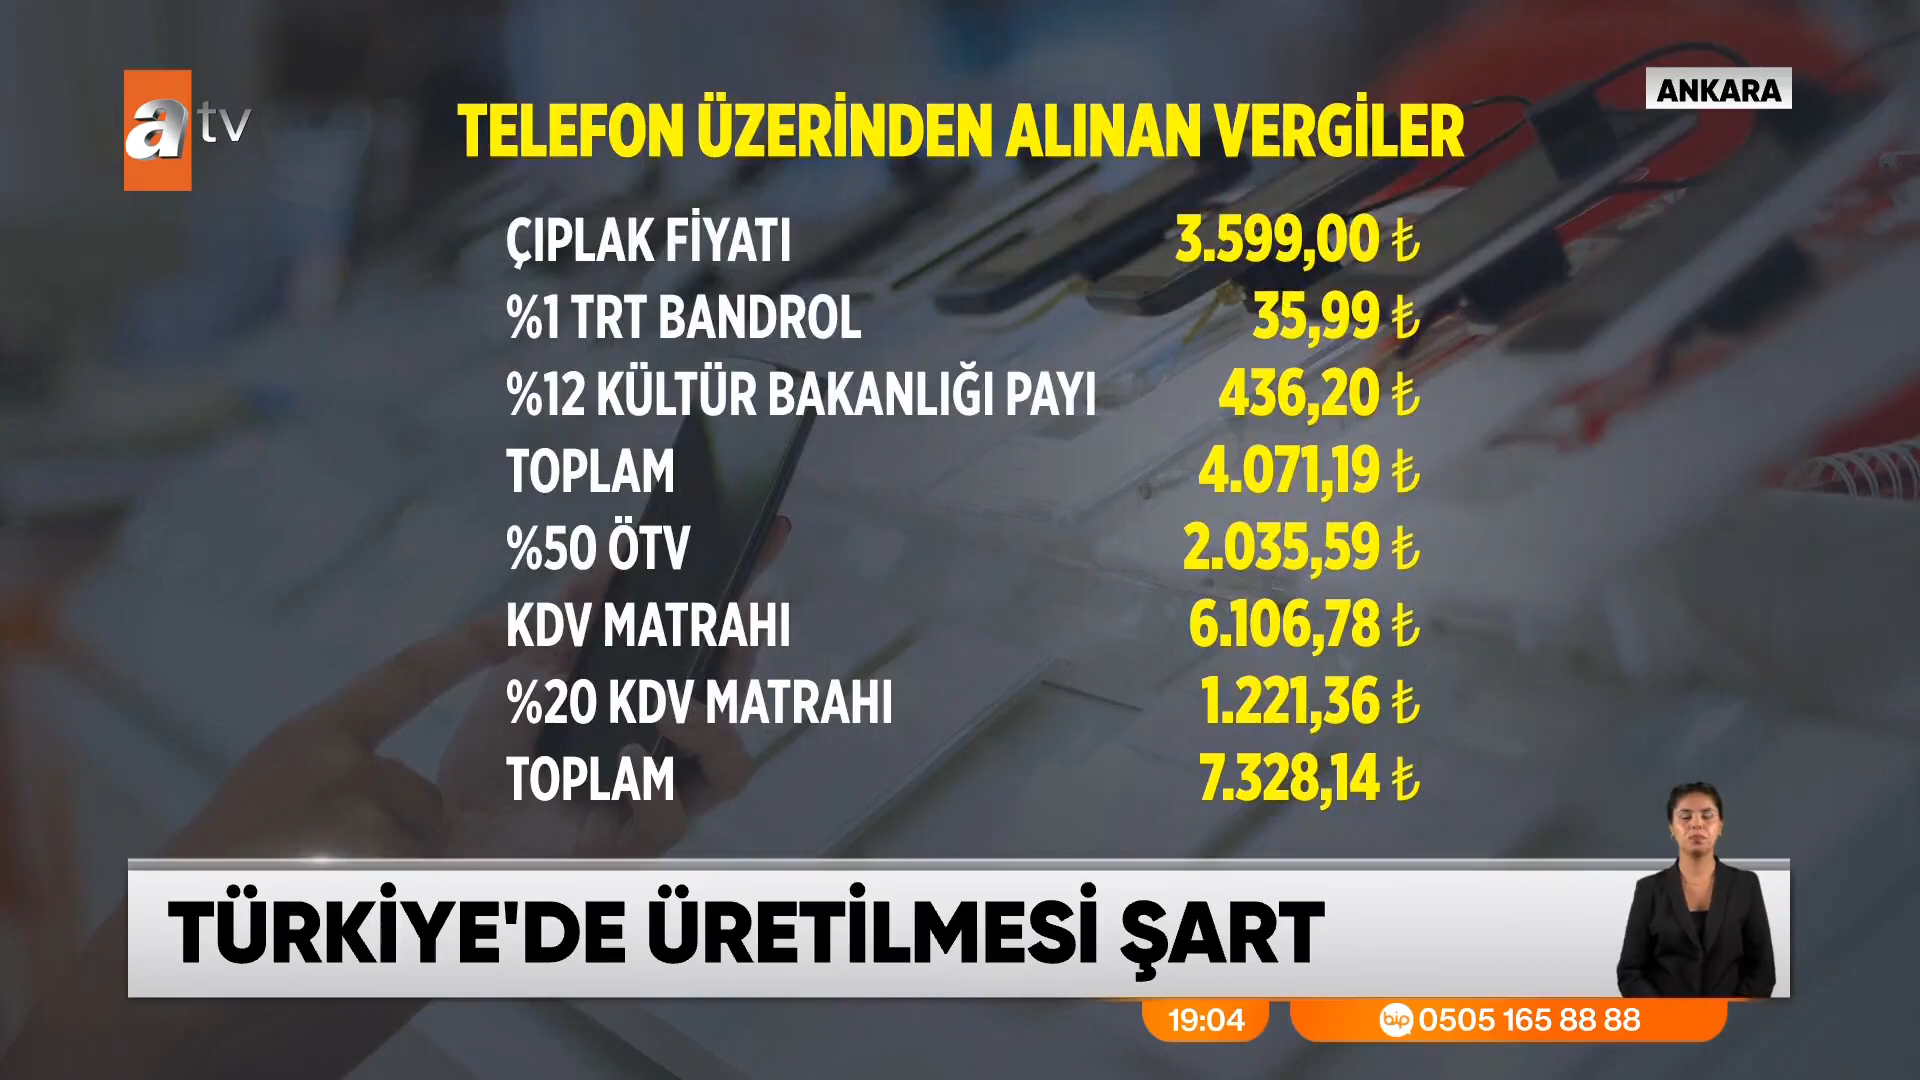 a tv
ANKARA
TELEFON ÜZERİNDEN ALINAN VERGİLER
ÇIPLAK FİYATI 3.599,00 ₺
%1 TRT BANDROL 35,99 ₺
%12 KÜLTÜR BAKANLIĞI PAYI 436,20 ₺
TOPLAM 4.071,19 ₺
%50 ÖTV 2.035,59 ₺
KDV MATRAHI 6.106,78 ₺
%20 KDV MATRAHI 1.221,36 ₺
TOPLAM 7.328,14 ₺
TÜRKİYE'DE ÜRETİLMESİ ŞART
19:04 bip 0505 165 88 88